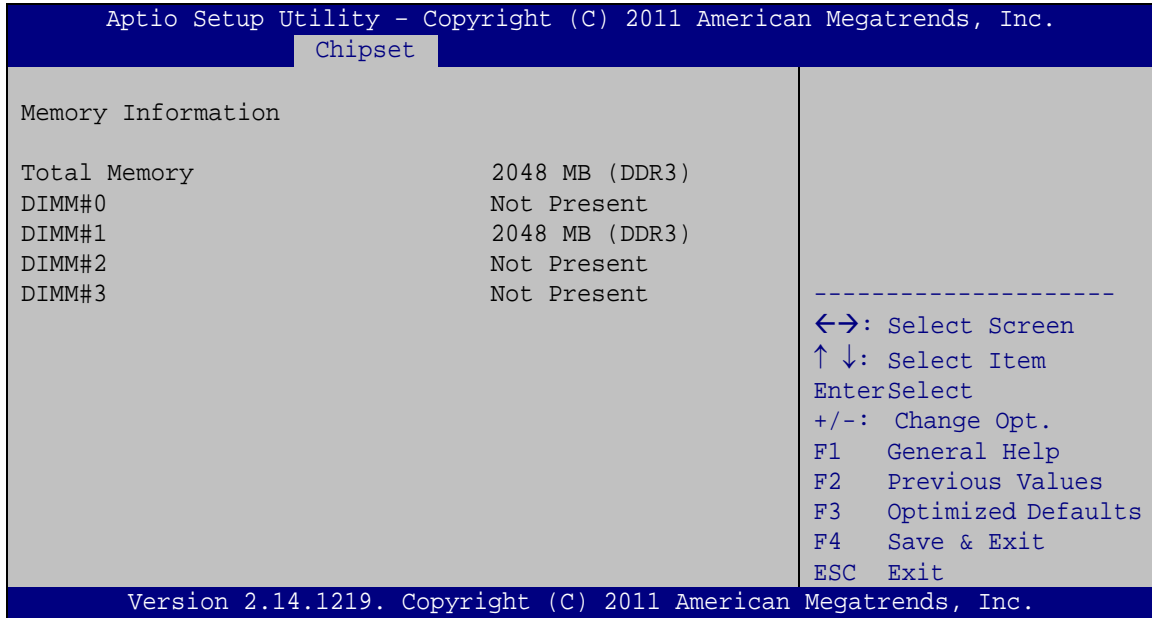 Aptio Setup Utility – Copyright (C) 2011 American Megatrends, Inc.
Chipset
Memory Information
Total Memory 2048 MB (DDR3)
DIMM#0 Not Present
DIMM#1 2048 MB (DDR3)
DIMM#2 Not Present
DIMM#3 Not Present
---------------------
←→: Select Screen
↑ ↓: Select Item
EnterSelect
+/-: Change Opt.
F1 General Help
F2 Previous Values
F3 Optimized Defaults
F4 Save & Exit
ESC Exit
Version 2.14.1219. Copyright (C) 2011 American Megatrends, Inc.